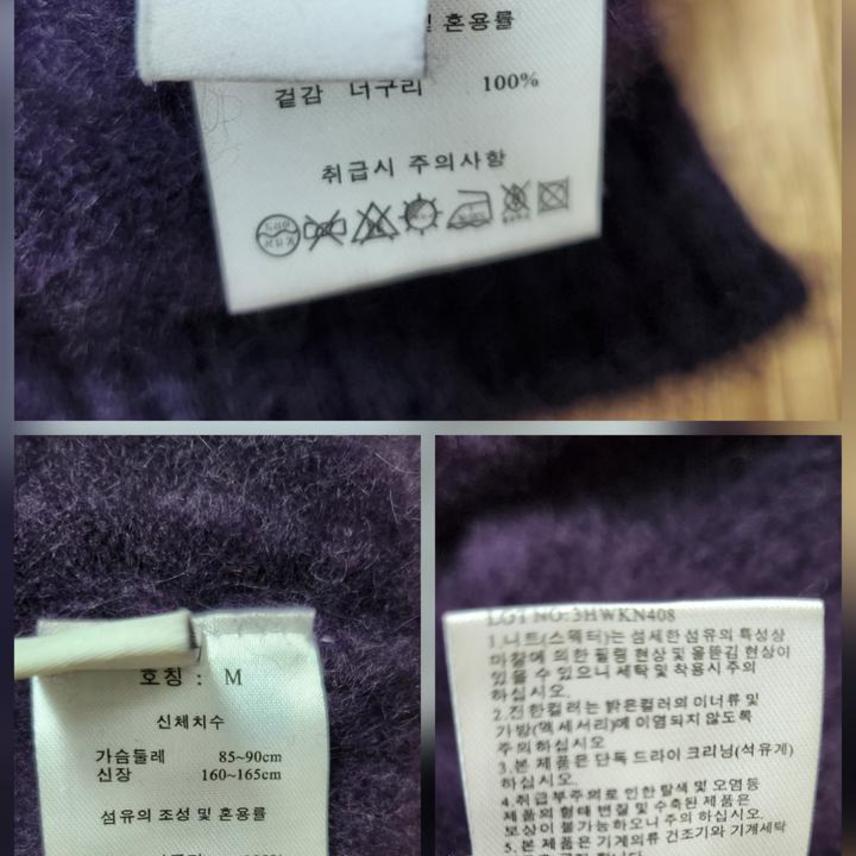 및 혼용률
겉감 너구리 100%
취급시 주의사항
드라이
석유계
호칭 : M
신체치수
가슴둘레 85~90cm
신장 160~165cm
섬유의 조성 및 혼용률
LOT NO:3HWKN408
1.니트(스웨터)는 섬세한 섬유의 특성상
마찰에 의한 필링 현상 및 올뜯김 현상이
있을 수 있으니 세탁 및 착용시 주의
하십시오.
2.진한컬러는 밝은컬러의 이너류 및
가방(액세서리)에 이염되지 않도록
주의하십시오
3.본 제품은 단독 드라이 크리닝(석유계)
하십시오.
4.취급부주의로 인한 탈색 및 오염등
제품의 형태 변질 및 수축된 제품은
보상이 불가능하오니 주의 하십시오.
5.본 제품은 기계의류 건조기와 기계세탁